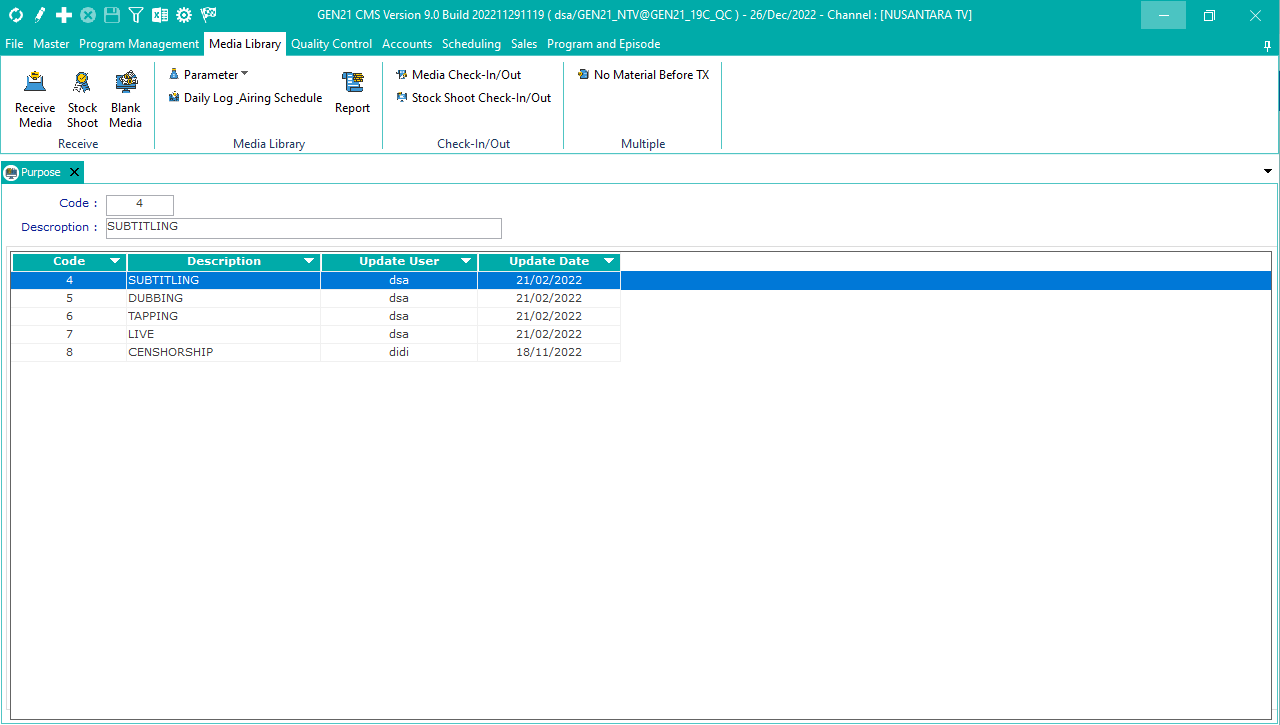 GEN21 CMS Version 9.0 Build 202211291119 ( dsa/GEN21_NTV@GEN21_19C_QC ) - 26/Dec/2022 - Channel : [NUSANTARA TV]
File Master Program Management Media Library Quality Control Accounts Scheduling Sales Program and Episode
Receive Media
Stock Shoot
Blank Media
Receive
Parameter
Daily Log _Airing Schedule
Report
Media Library
Media Check-In/Out
Stock Shoot Check-In/Out
Check-In/Out
No Material Before TX
Multiple
Purpose
Code : 4
Descroption : SUBTITLING
Code Description Update User Update Date
4 SUBTITLING dsa 21/02/2022
5 DUBBING dsa 21/02/2022
6 TAPPING dsa 21/02/2022
7 LIVE dsa 21/02/2022
8 CENSHORSHIP didi 18/11/2022